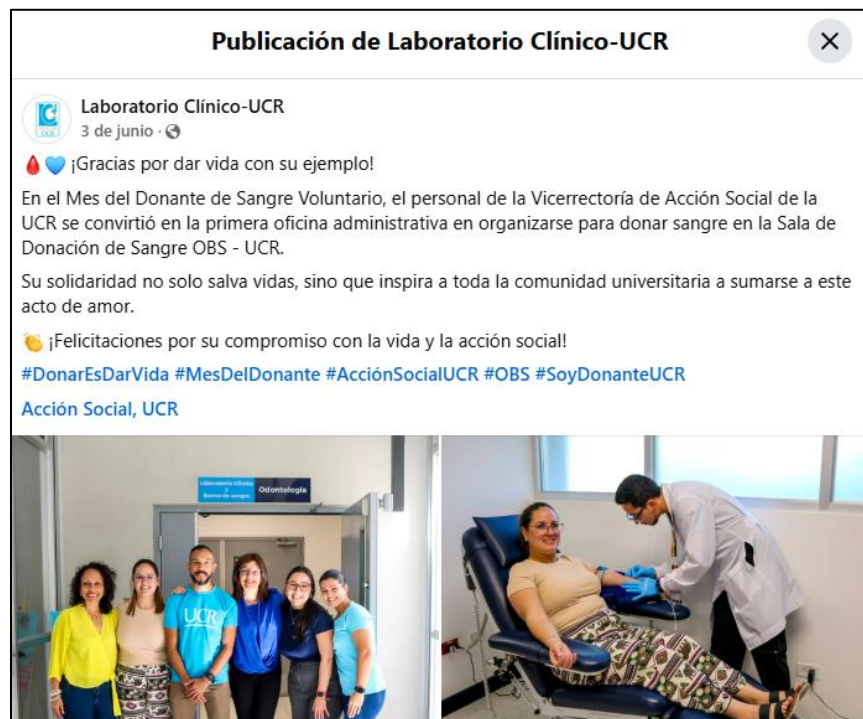 Publicación de Laboratorio Clínico-UCR
Laboratorio Clínico-UCR
3 de junio ·
¡Gracias por dar vida con su ejemplo!
En el Mes del Donante de Sangre Voluntario, el personal de la Vicerrectoría de Acción Social de la
UCR se convirtió en la primera oficina administrativa en organizarse para donar sangre en la Sala de
Donación de Sangre OBS - UCR.
Su solidaridad no solo salva vidas, sino que inspira a toda la comunidad universitaria a sumarse a este
acto de amor.
¡Felicitaciones por su compromiso con la vida y la acción social!
#DonarEsDarVida #MesDelDonante #AcciónSocialUCR #OBS #SoyDonanteUCR
Acción Social, UCR
Laboratorio Clínico
y
Banco de sangre
Odontología
UCR